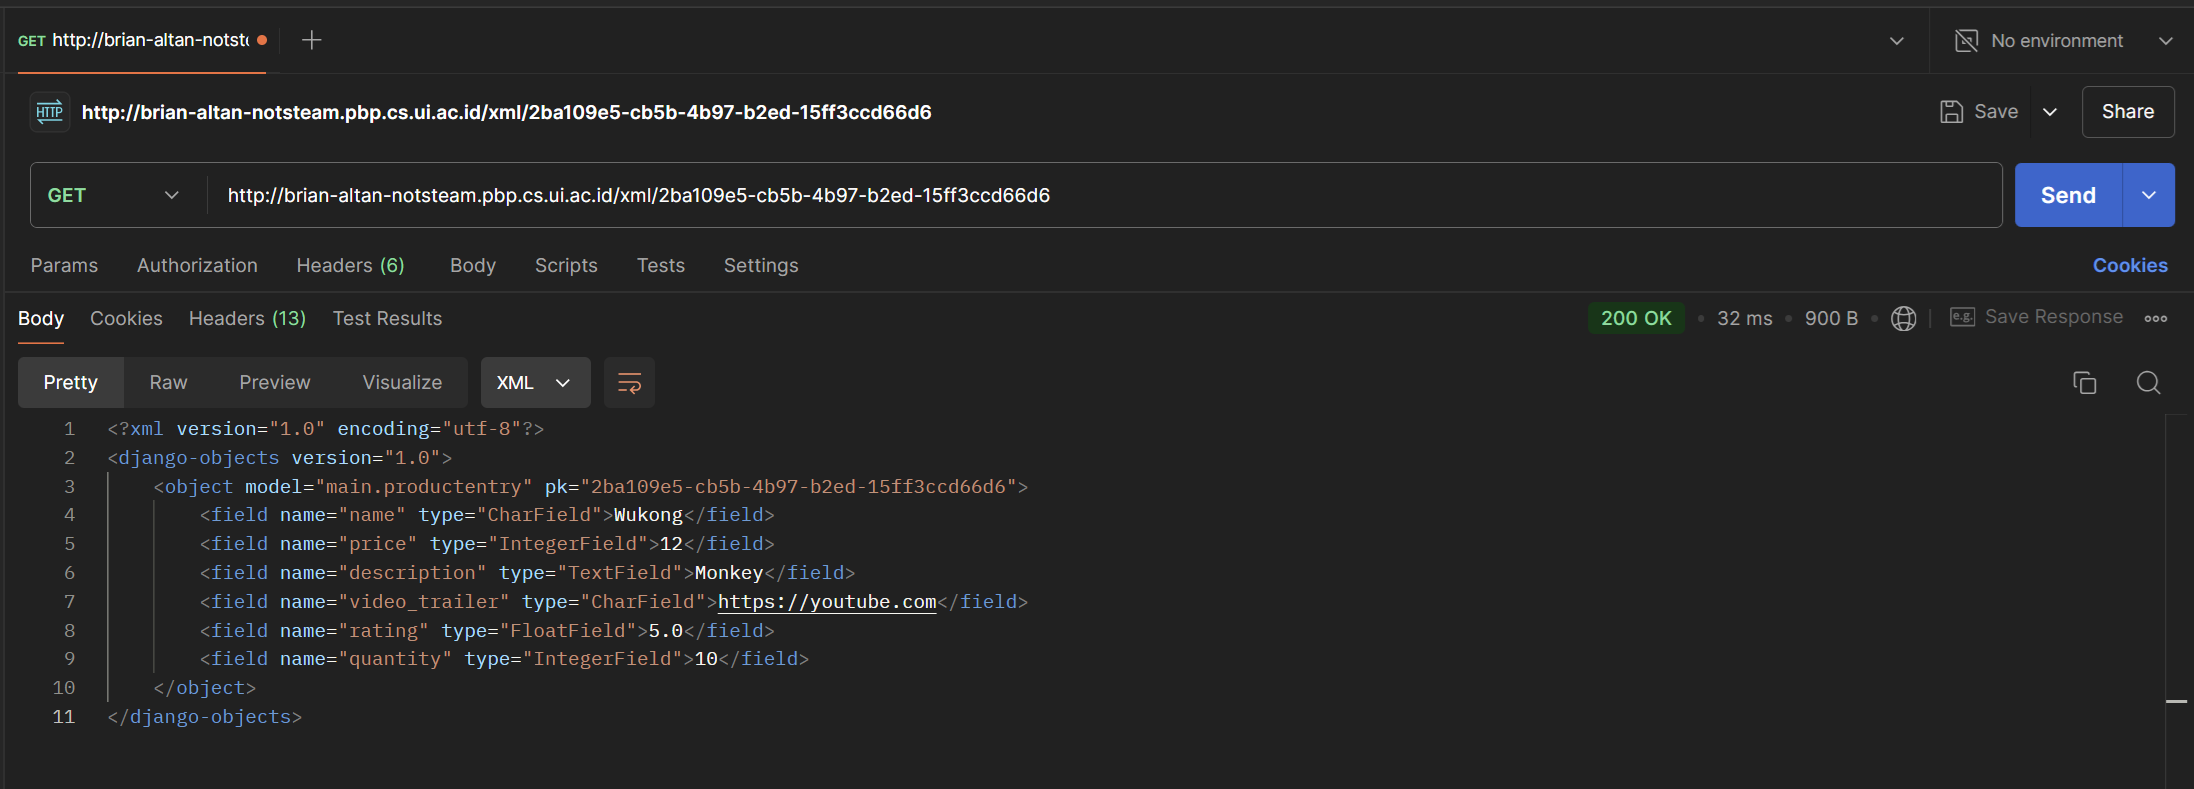 GET http://brian-altan-notst
No environment
HTTP http://brian-altan-notsteam.pbp.cs.ui.ac.id/xml/2ba109e5-cb5b-4b97-b2ed-15ff3ccd66d6
Save
Share
GET http://brian-altan-notsteam.pbp.cs.ui.ac.id/xml/2ba109e5-cb5b-4b97-b2ed-15ff3ccd66d6
Send
Params Authorization Headers (6) Body Scripts Tests Settings Cookies
Body Cookies Headers (13) Test Results 200 OK • 32 ms • 900 B • e.g. Save Response
Pretty Raw Preview Visualize XML
1 <?xml version="1.0" encoding="utf-8"?>
2 <django-objects version="1.0">
3 <object model="main.productentry" pk="2ba109e5-cb5b-4b97-b2ed-15ff3ccd66d6">
4 <field name="name" type="CharField">Wukong</field>
5 <field name="price" type="IntegerField">12</field>
6 <field name="description" type="TextField">Monkey</field>
7 <field name="video_trailer" type="CharField">https://youtube.com</field>
8 <field name="rating" type="FloatField">5.0</field>
9 <field name="quantity" type="IntegerField">10</field>
10 </object>
11 </django-objects>